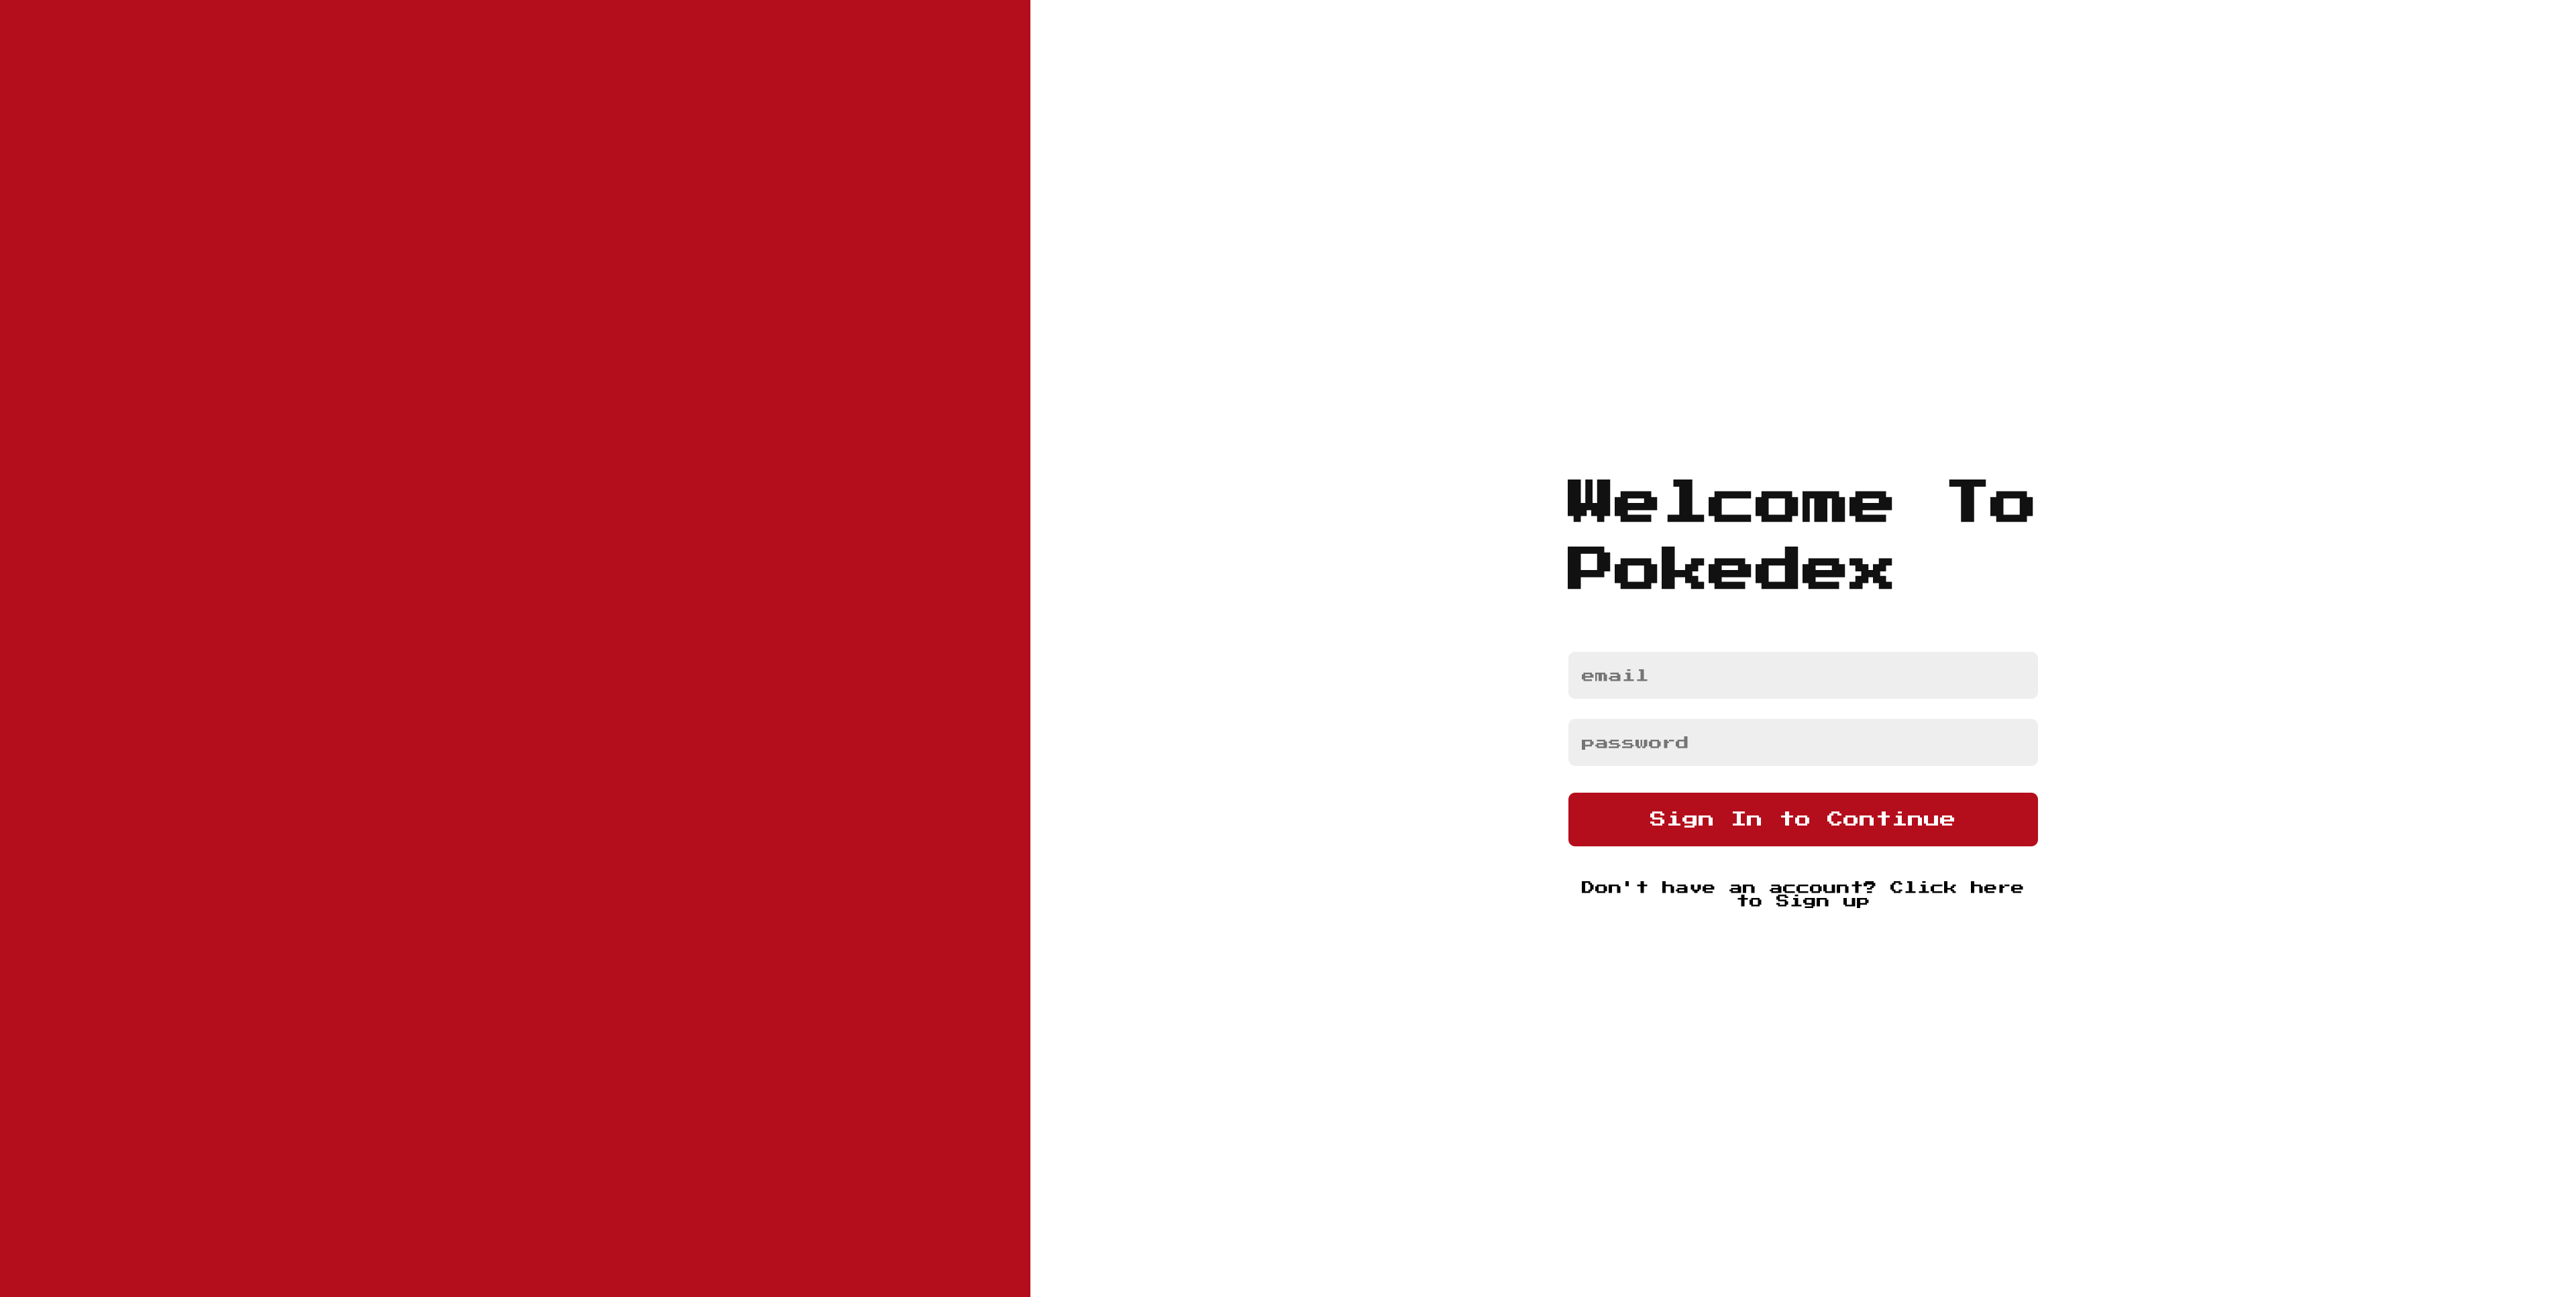 Welcome To
Pokedex
email
password
Sign In to Continue
Don't have an account? Click here
to Sign up